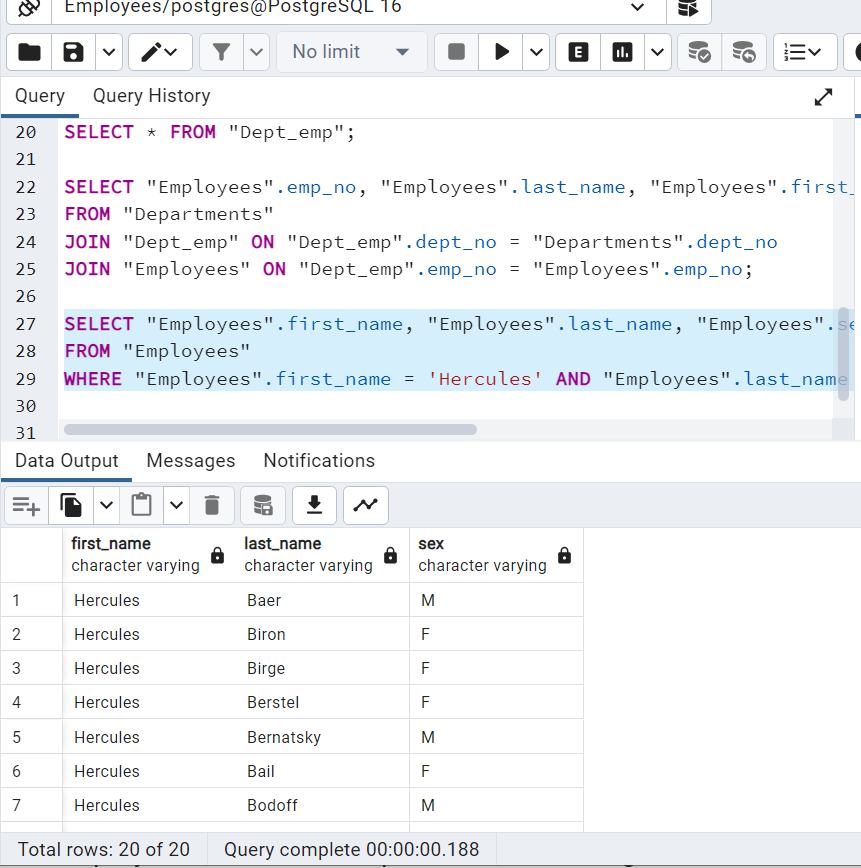 Employees/postgres@PostgreSQL 16
No limit
Query Query History
20 SELECT * FROM "Dept_emp";
21
22 SELECT "Employees".emp_no, "Employees".last_name, "Employees".first_
23 FROM "Departments"
24 JOIN "Dept_emp" ON "Dept_emp".dept_no = "Departments".dept_no
25 JOIN "Employees" ON "Dept_emp".emp_no = "Employees".emp_no;
26
27 SELECT "Employees".first_name, "Employees".last_name, "Employees".se
28 FROM "Employees"
29 WHERE "Employees".first_name = 'Hercules' AND "Employees".last_name
30
31
Data Output Messages Notifications
first_name last_name sex
character varying character varying character varying
1 Hercules Baer M
2 Hercules Biron F
3 Hercules Birge F
4 Hercules Berstel F
5 Hercules Bernatsky M
6 Hercules Bail F
7 Hercules Bodoff M
Total rows: 20 of 20 Query complete 00:00:00.188